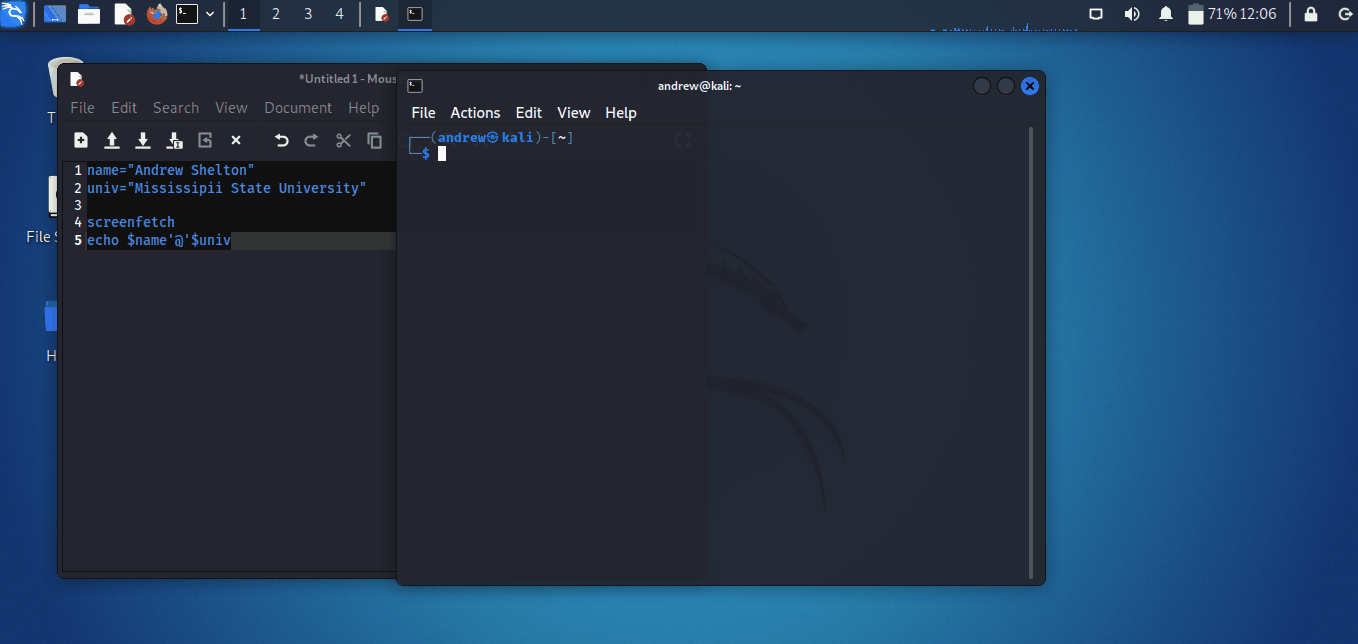 1 2 3 4 71% 12:06
*Untitled 1 - Mous
File Edit Search View Document Help
1 name="Andrew Shelton"
2 univ="Mississipii State University"
3
4 screenfetch
5 echo $name'@'$univ
andrew@kali: ~
File Actions Edit View Help
┌──(andrew㉿kali)-[~]
└─$
T
File S
H